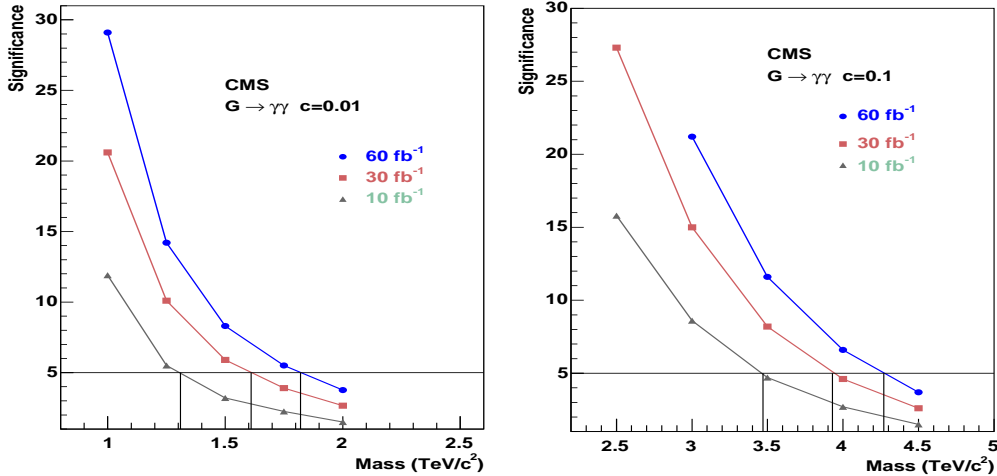 Significance
30
25
20
15
10
5
CMS
G → γγ c=0.01
60 fb⁻¹
30 fb⁻¹
10 fb⁻¹
1 1.5 2 2.5
Mass (TeV/c²)
Significance
30
25
20
15
10
5
CMS
G → γγ c=0.1
60 fb⁻¹
30 fb⁻¹
10 fb⁻¹
2.5 3 3.5 4 4.5 5
Mass (TeV/c²)